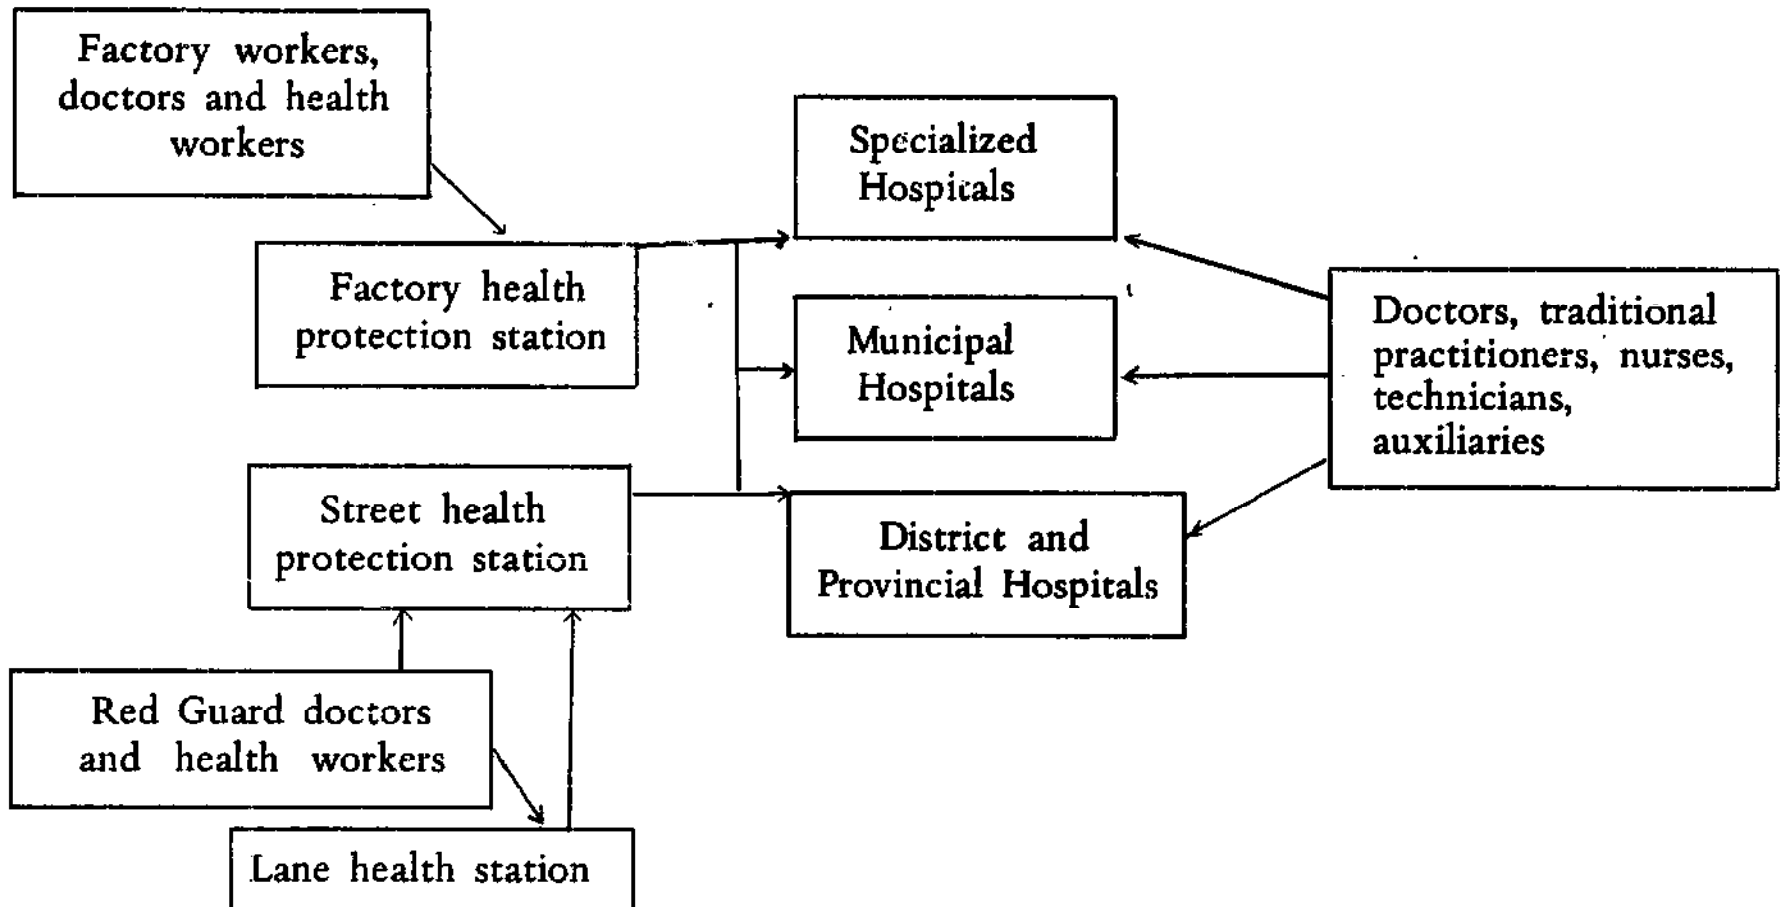 Factory workers,
doctors and health
workers
Specialized
Hospitals
Factory health
protection station
Municipal
Hospitals
Doctors, traditional
practitioners, nurses,
technicians,
auxiliaries
Street health
protection station
District and
Provincial Hospitals
Red Guard doctors
and health workers
Lane health station